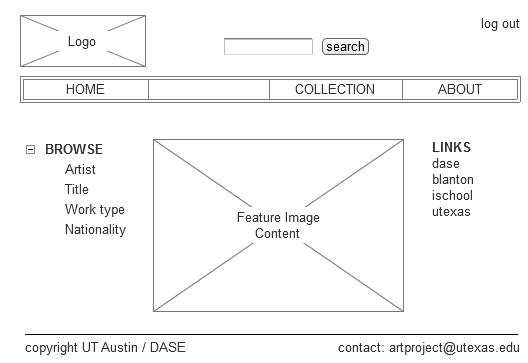 log out
Logo
search
HOME
COLLECTION
ABOUT
BROWSE
Artist
Title
Work type
Nationality
Feature Image
Content
LINKS
dase
blanton
ischool
utexas
copyright UT Austin / DASE
contact: artproject@utexas.edu